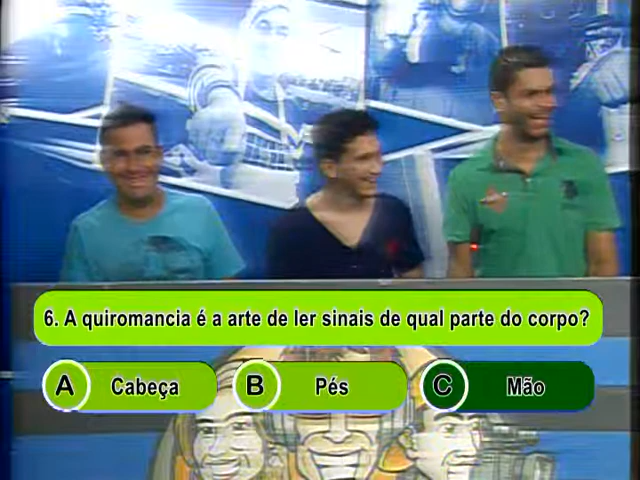 6. A quiromancia é a arte de ler sinais de qual parte do corpo?
A Cabeça B Pés C Mão